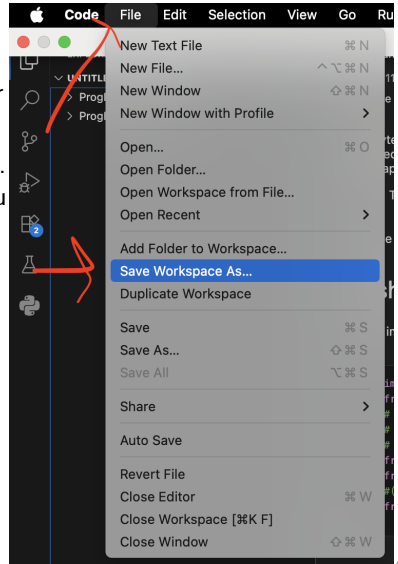 Code File Edit Selection View Go Ru
New Text File ⌘ N
New File... ^⌥⌘ N
New Window ⇧⌘ N
New Window with Profile >
Open... ⌘ O
Open Folder...
Open Workspace from File...
Open Recent >
Add Folder to Workspace...
Save Workspace As...
Duplicate Workspace
Save ⌘ S
Save As... ⇧⌘ S
Save All ⌥⌘ S
Share >
Auto Save
Revert File
Close Editor ⌘ W
Close Workspace [⌘K F]
Close Window ⇧⌘ W
UNTITL
> Prog
> Prog
2